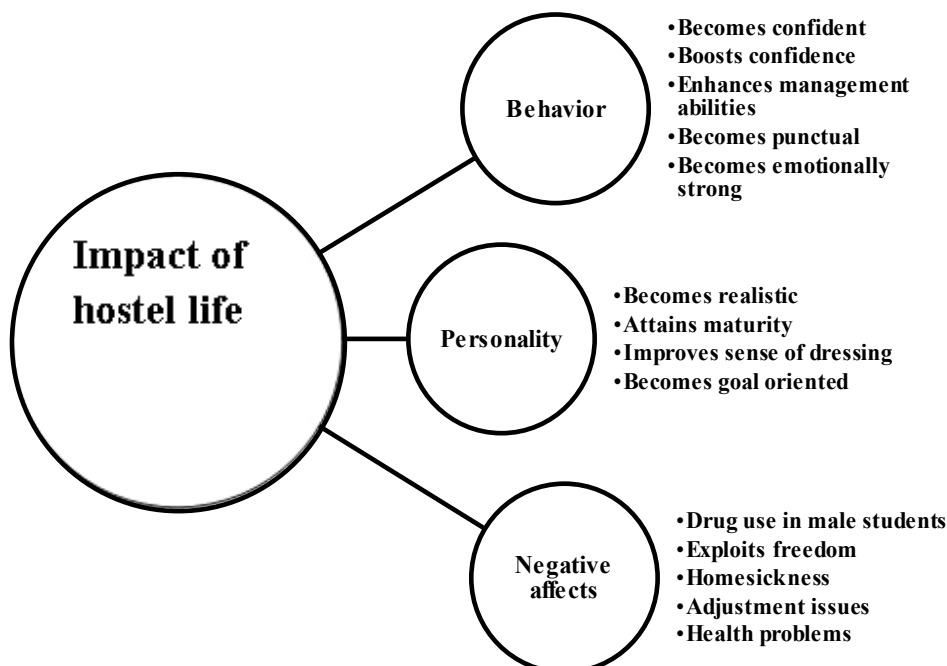 Impact of
hostel life
Behavior
•Becomes confident
•Boosts confidence
•Enhances management
abilities
•Becomes punctual
•Becomes emotionally
strong
Personality
•Becomes realistic
•Attains maturity
•Improves sense of dressing
•Becomes goal oriented
Negative
affects
•Drug use in male students
•Exploits freedom
•Homesickness
•Adjustment issues
•Health problems